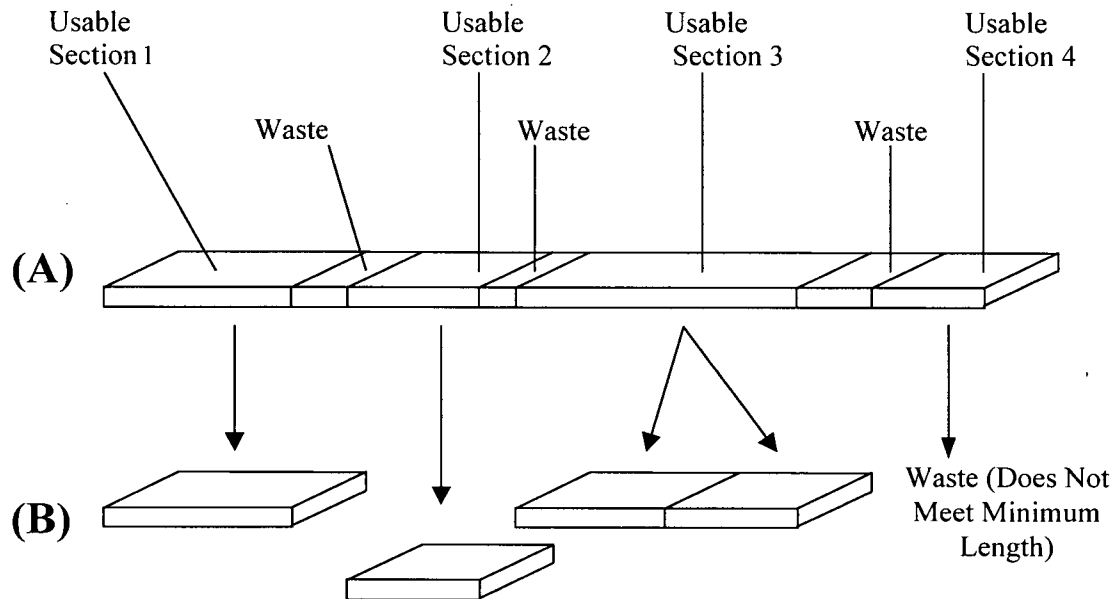 Usable
Section 1
Usable
Section 2
Usable
Section 3
Usable
Section 4
Waste
Waste
Waste
(A)
(B)
Waste (Does Not
Meet Minimum
Length)